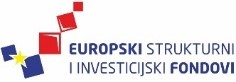 EUROPSKI STRUKTURNI
I INVESTICIJSKI FONDOVI